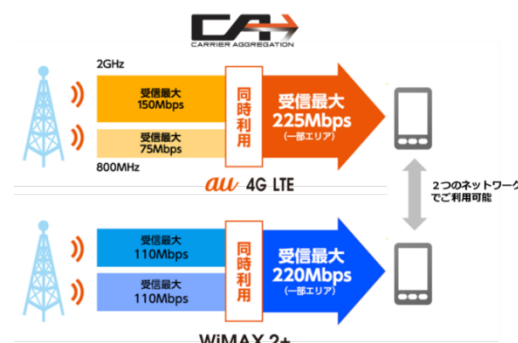 CA
CARRIER AGGREGATION
2GHz
受信最大
150Mbps
受信最大
75Mbps
800MHz
同時利用
受信最大
225Mbps
(一部エリア)
au 4G LTE
2つのネットワーク
でご利用可能
受信最大
110Mbps
受信最大
110Mbps
同時利用
受信最大
220Mbps
(一部エリア)
WiMAX 2+